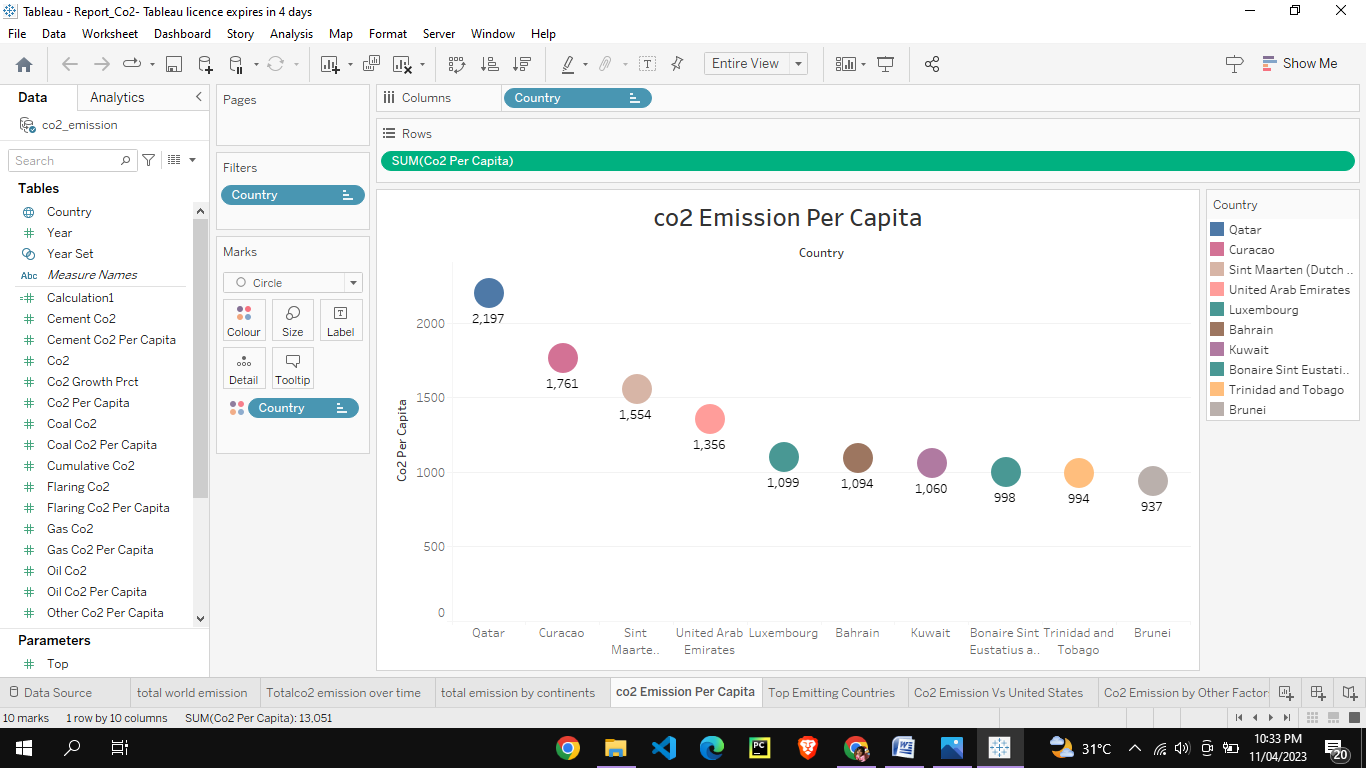 Tableau - Report_Co2- Tableau licence expires in 4 days
File Data Worksheet Dashboard Story Analysis Map Format Server Window Help
Entire View
Show Me
Data Analytics
co2_emission
Search
Tables
Country
Year
Year Set
Abc Measure Names
Calculation1
Cement Co2
Cement Co2 Per Capita
Co2
Co2 Growth Prct
Co2 Per Capita
Coal Co2
Coal Co2 Per Capita
Cumulative Co2
Flaring Co2
Flaring Co2 Per Capita
Gas Co2
Gas Co2 Per Capita
Oil Co2
Oil Co2 Per Capita
Other Co2 Per Capita
Parameters
Top
Pages
Filters
Country
Marks
Circle
Colour Size Label
Detail Tooltip
Country
Columns Country
Rows
SUM(Co2 Per Capita)
co2 Emission Per Capita
Country
Co2 Per Capita
2000
1500
1000
500
0
2,197
1,761
1,554
1,356
1,099
1,094
1,060
998
994
937
Qatar
Curacao
Sint
Maarte..
United Arab
Emirates
Luxembourg
Bahrain
Kuwait
Bonaire Sint
Eustatius a..
Trinidad and
Tobago
Brunei
Country
Qatar
Curacao
Sint Maarten (Dutch ..
United Arab Emirates
Luxembourg
Bahrain
Kuwait
Bonaire Sint Eustati..
Trinidad and Tobago
Brunei
Data Source total world emission Totalco2 emission over time total emission by continents co2 Emission Per Capita Top Emitting Countries Co2 Emission Vs United States Co2 Emission by Other Factor
10 marks 1 row by 10 columns SUM(Co2 Per Capita): 13,051
PC
W
31°C
10:33 PM
11/04/2023
20